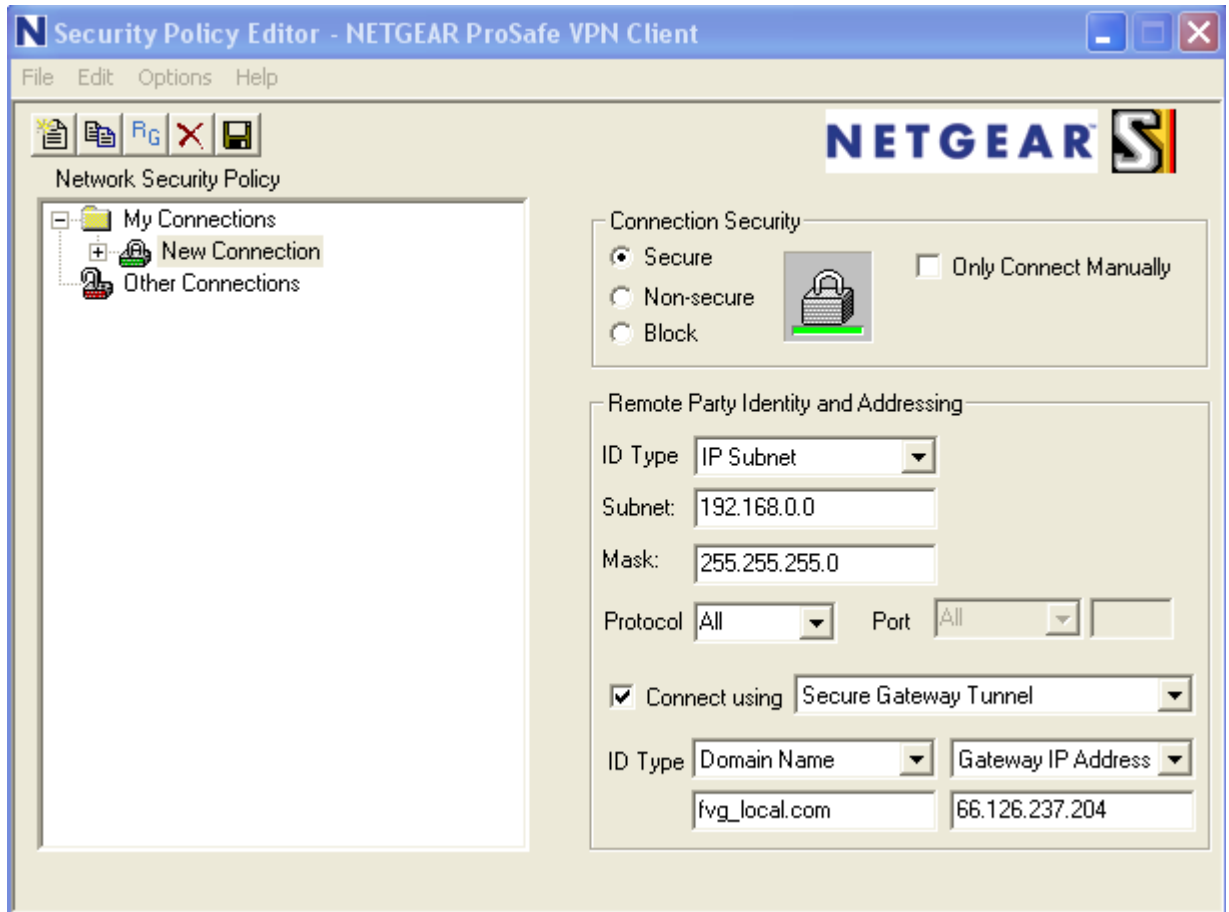 N Security Policy Editor - NETGEAR ProSafe VPN Client
File Edit Options Help
RG
NETGEAR™ S
Network Security Policy
My Connections
New Connection
Other Connections
Connection Security
Secure
Non-secure
Block
Only Connect Manually
Remote Party Identity and Addressing
ID Type IP Subnet
Subnet: 192.168.0.0
Mask: 255.255.255.0
Protocol All Port All
Connect using Secure Gateway Tunnel
ID Type Domain Name Gateway IP Address
fvg_local.com 66.126.237.204